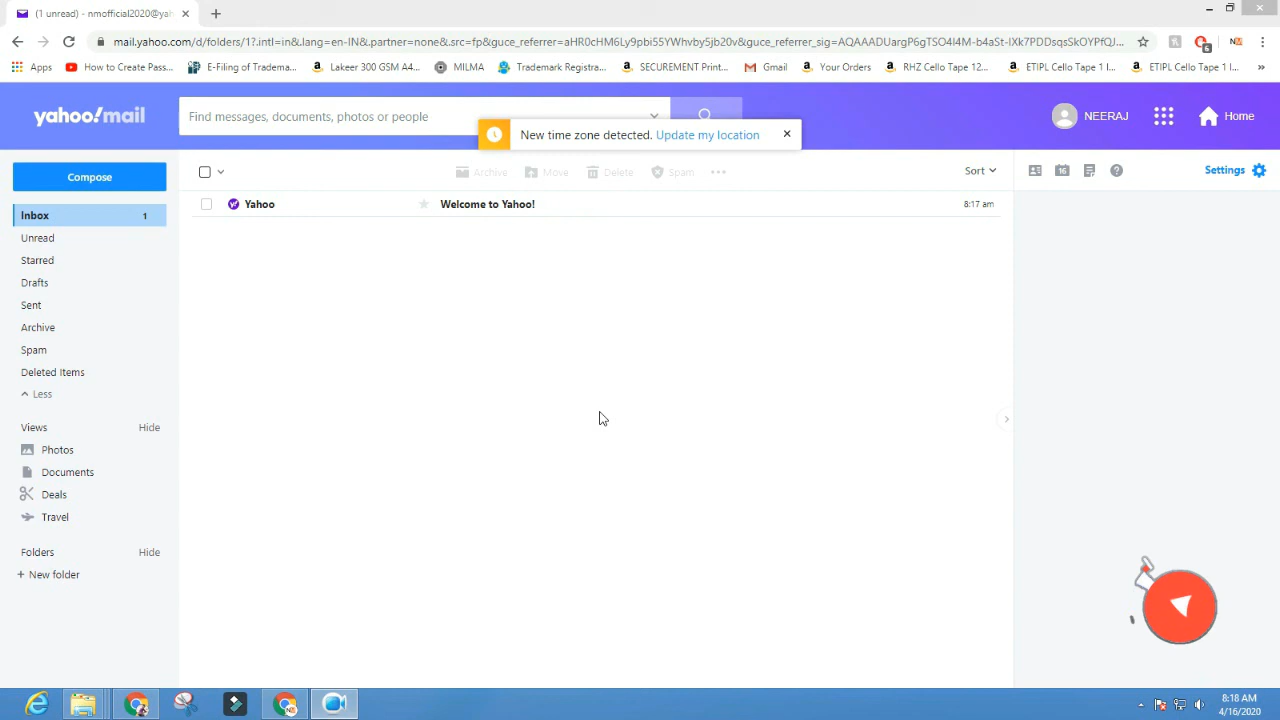 (1 unread) - nmofficial2020@yah
mail.yahoo.com/d/folders/1?.intl=in&.lang=en-IN&.partner=none&.src=fp&guce_referrer=aHR0cHM6Ly9pbi55YWhvby5jb20v&guce_referrer_sig=AQAAADUargP6gTSO4I4M-b4aSt-IXk7PDDsqsSkOYPfQJ...
6
Apps How to Create Pass... E-Filing of Tradema... Lakeer 300 GSM A4... MILMA Trademark Registra... SECUREMENT Print... Gmail Your Orders RHZ Cello Tape 12... ETIPL Cello Tape 1 I... ETIPL Cello Tape 1 I... »
yahoo!mail
Find messages, documents, photos or people
NEERAJ
Home
New time zone detected. Update my location
Compose
Archive Move Delete Spam
Sort
16
Settings
Inbox 1
Yahoo Welcome to Yahoo! 8:17 am
Unread
Starred
Drafts
Sent
Archive
Spam
Deleted Items
Less
Views Hide
Photos
Documents
Deals
Travel
Folders Hide
+ New folder
8:18 AM
4/16/2020